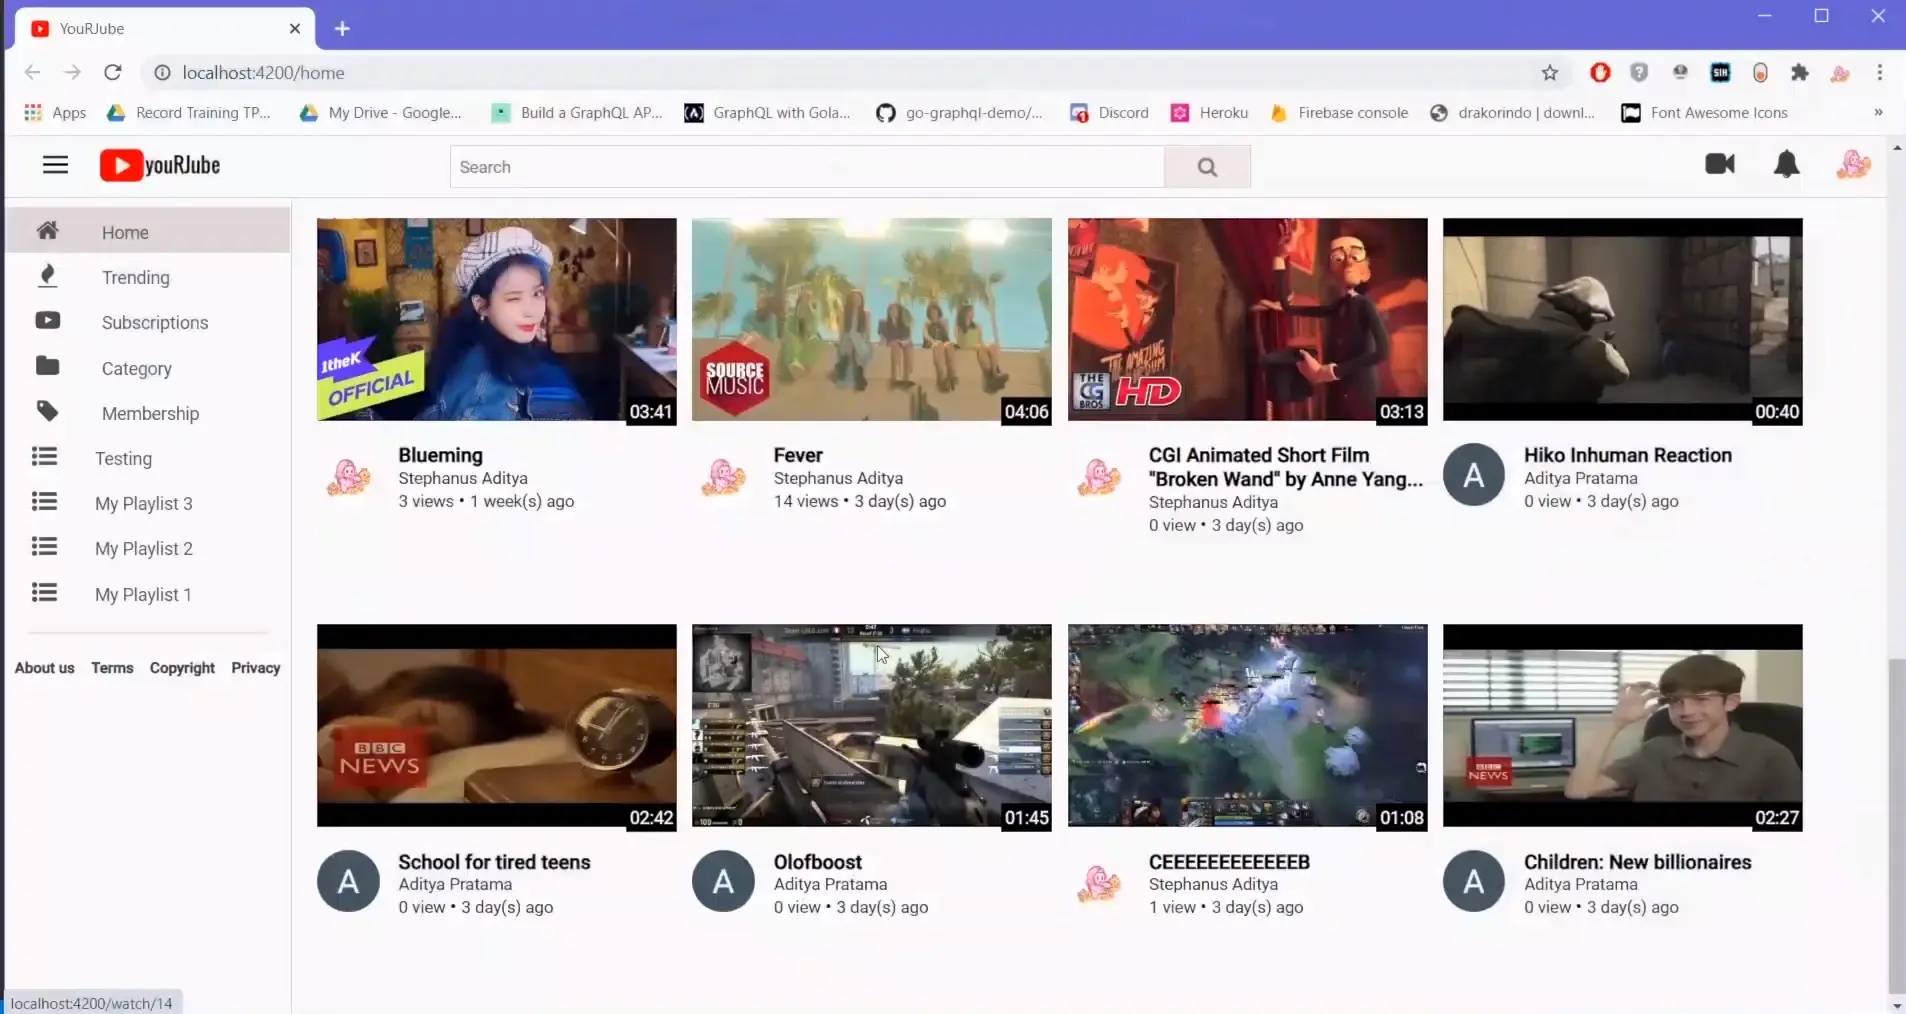 YouRJube
localhost:4200/home
Apps
Record Training TP...
My Drive - Google...
Build a GraphQL AP...
GraphQL with Gola...
go-graphql-demo/...
Discord
Heroku
Firebase console
drakorindo | downl...
Font Awesome Icons
»
youRJube
Search
Home
Trending
Subscriptions
Category
Membership
Testing
My Playlist 3
My Playlist 2
My Playlist 1
About us Terms Copyright Privacy
1theK
OFFICIAL
03:41
Blueming
Stephanus Aditya
3 views • 1 week(s) ago
SOURCE
MUSIC
04:06
Fever
Stephanus Aditya
14 views • 3 day(s) ago
THE AMAZING
THE
CG
BROS
HD
03:13
CGI Animated Short Film
"Broken Wand" by Anne Yang...
Stephanus Aditya
0 view • 3 day(s) ago
00:40
A
Hiko Inhuman Reaction
Aditya Pratama
0 view • 3 day(s) ago
BBC
NEWS
02:42
A
School for tired teens
Aditya Pratama
0 view • 3 day(s) ago
01:45
A
Olofboost
Aditya Pratama
0 view • 3 day(s) ago
01:08
CEEEEEEEEEEEEB
Stephanus Aditya
1 view • 3 day(s) ago
BBC
NEWS
02:27
A
Children: New billionaires
Aditya Pratama
0 view • 3 day(s) ago
localhost:4200/watch/14